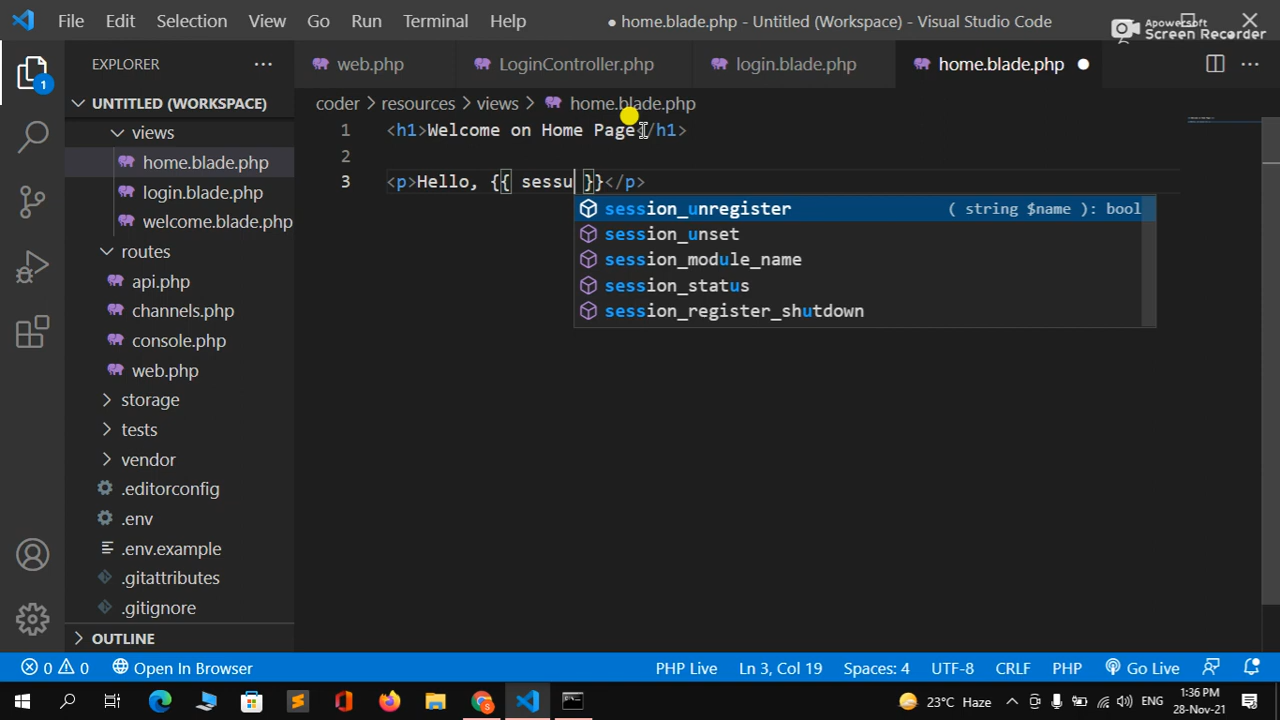 File Edit Selection View Go Run Terminal Help ● home.blade.php - Untitled (Workspace) - Visual Studio Code
Apowersoft
Screen Recorder
EXPLORER
web.php LoginController.php login.blade.php home.blade.php
UNTITLED (WORKSPACE)
coder > resources > views > home.blade.php
views
home.blade.php
login.blade.php
welcome.blade.php
routes
api.php
channels.php
console.php
web.php
storage
tests
vendor
.editorconfig
.env
.env.example
.gitattributes
.gitignore
OUTLINE
1
1 <h1>Welcome on Home Page</h1>
2
3 <p>Hello, {{ sessu }}</p>
session_unregister ( string $name ): bool
session_unset
session_module_name
session_status
session_register_shutdown
0 0 Open In Browser PHP Live Ln 3, Col 19 Spaces: 4 UTF-8 CRLF PHP Go Live
23°C Haze ENG 1:36 PM
28-Nov-21